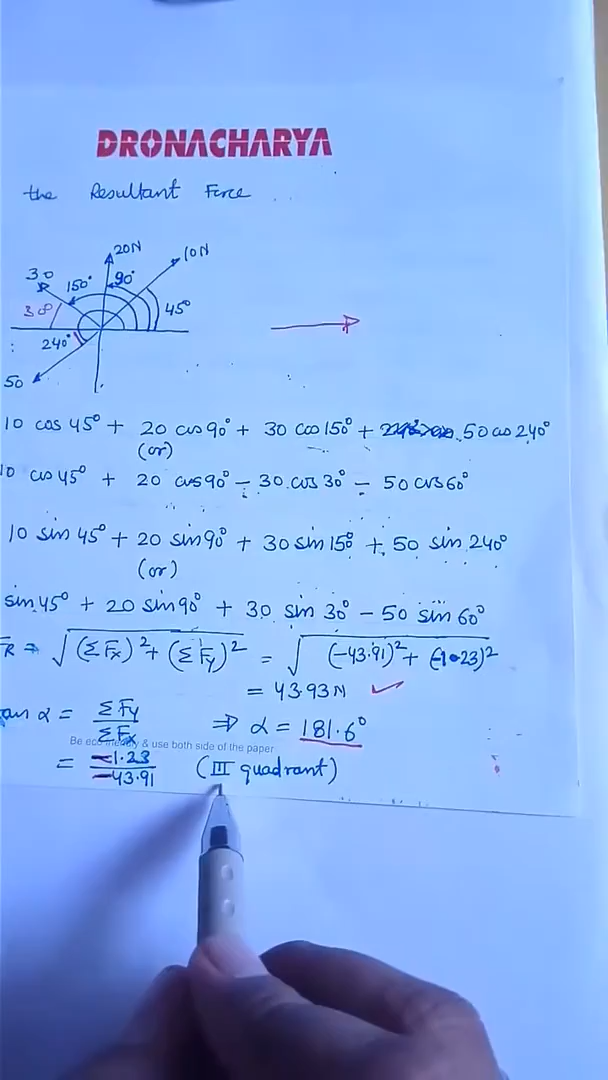 DRONACHARYA
the Resultant Force
20N
10N
30
150°
90°
30°
45°
240°
50
10 cos 45° + 20 cos 90° + 30 cos 150° + 50 cos 240°
(or)
10 cos 45° + 20 cos 90° - 30 cos 30° - 50 cos 60°
10 sin 45° + 20 sin 90° + 30 sin 150° + 50 sin 240°
(or)
sin 45° + 20 sin 90° + 30 sin 30° - 50 sin 60°
R = √(ΣFx)² + (ΣFy)² = √(-43.91)² + (-1.23)²
= 43.93 N ✓
tan α = ΣFy / ΣFx ⇒ α = 181.6°
Be eco friendly & use both side of the paper
= -1.23 / -43.91 (III quadrant)